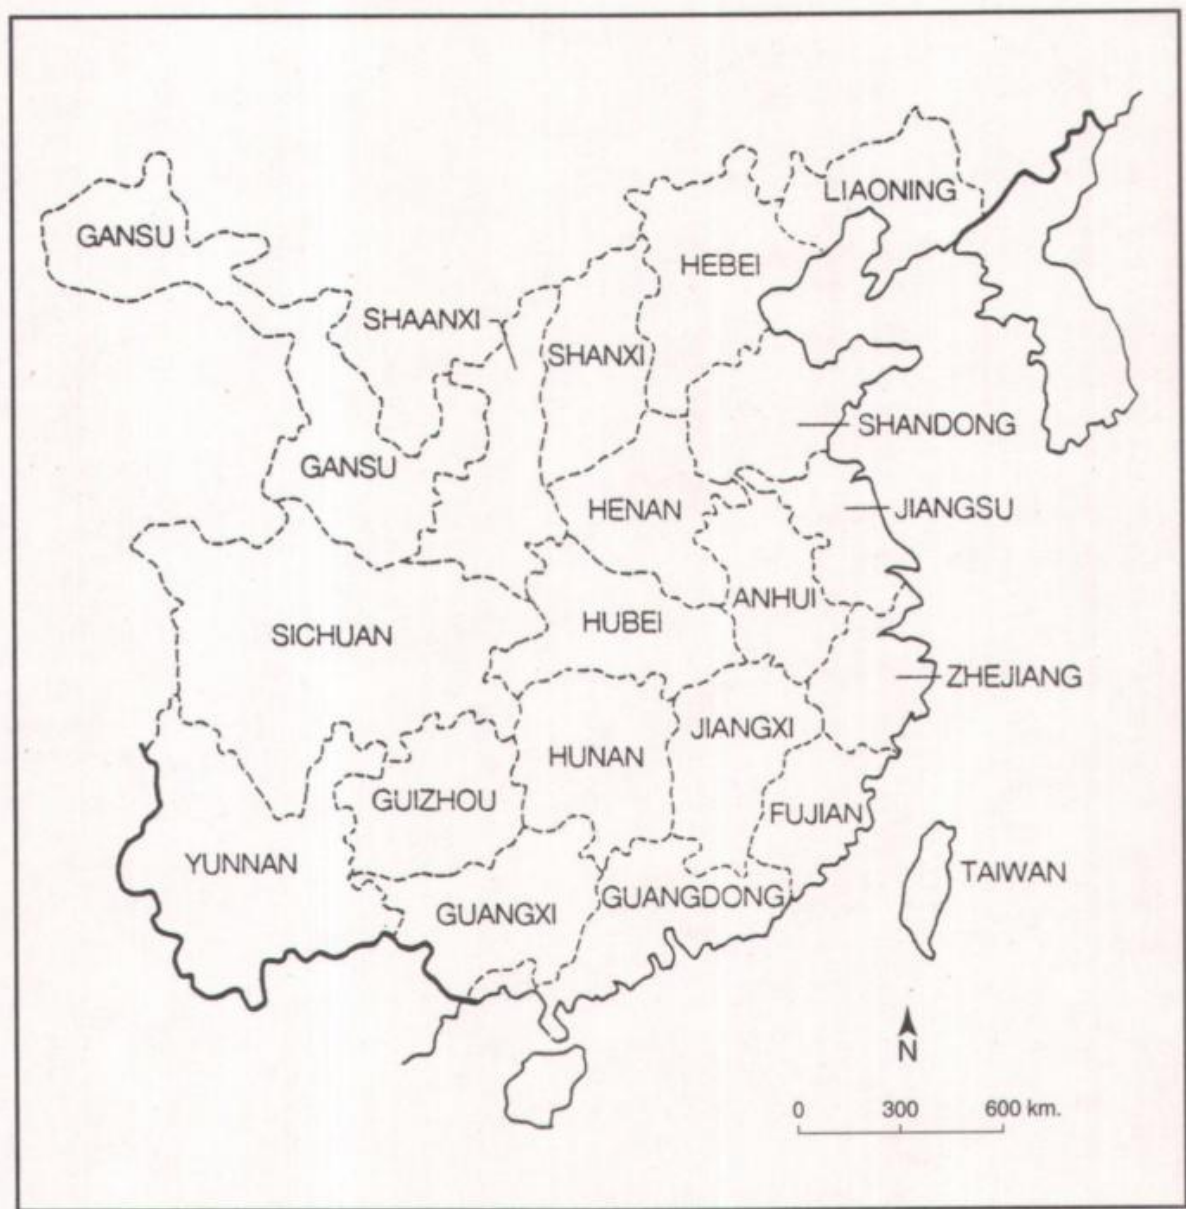 LIAONING
GANSU
HEBEI
SHAANXI
SHANXI
SHANDONG
GANSU
HENAN
JIANGSU
ANHUI
HUBEI
SICHUAN
ZHEJIANG
JIANGXI
HUNAN
GUIZHOU
FUJIAN
YUNNAN
TAIWAN
GUANGDONG
GUANGXI
N
0 300 600 km.